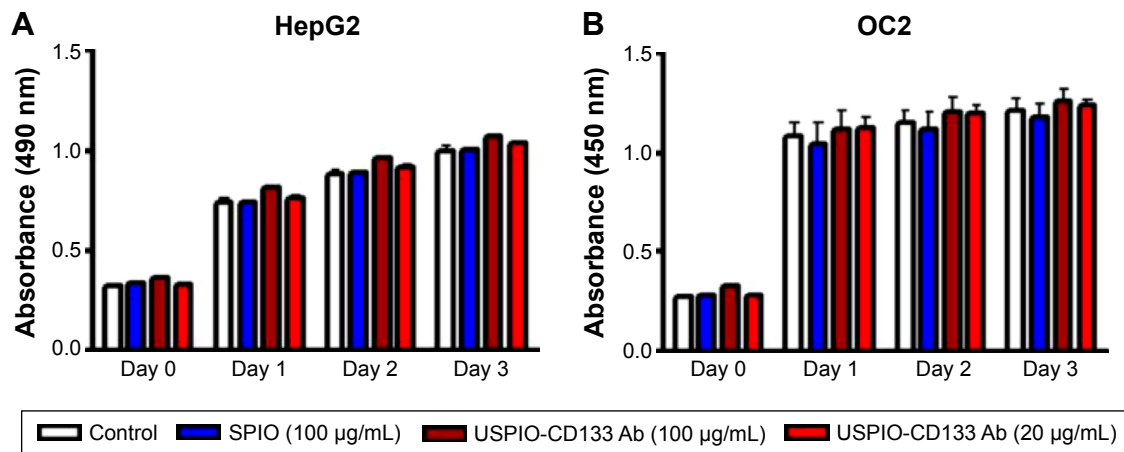 A
HepG2
Absorbance (490 nm)
1.5
1.0
0.5
0.0
Day 0 Day 1 Day 2 Day 3
B
OC2
Absorbance (450 nm)
1.5
1.0
0.5
0.0
Day 0 Day 1 Day 2 Day 3
Control SPIO (100 µg/mL) USPIO-CD133 Ab (100 µg/mL) USPIO-CD133 Ab (20 µg/mL)